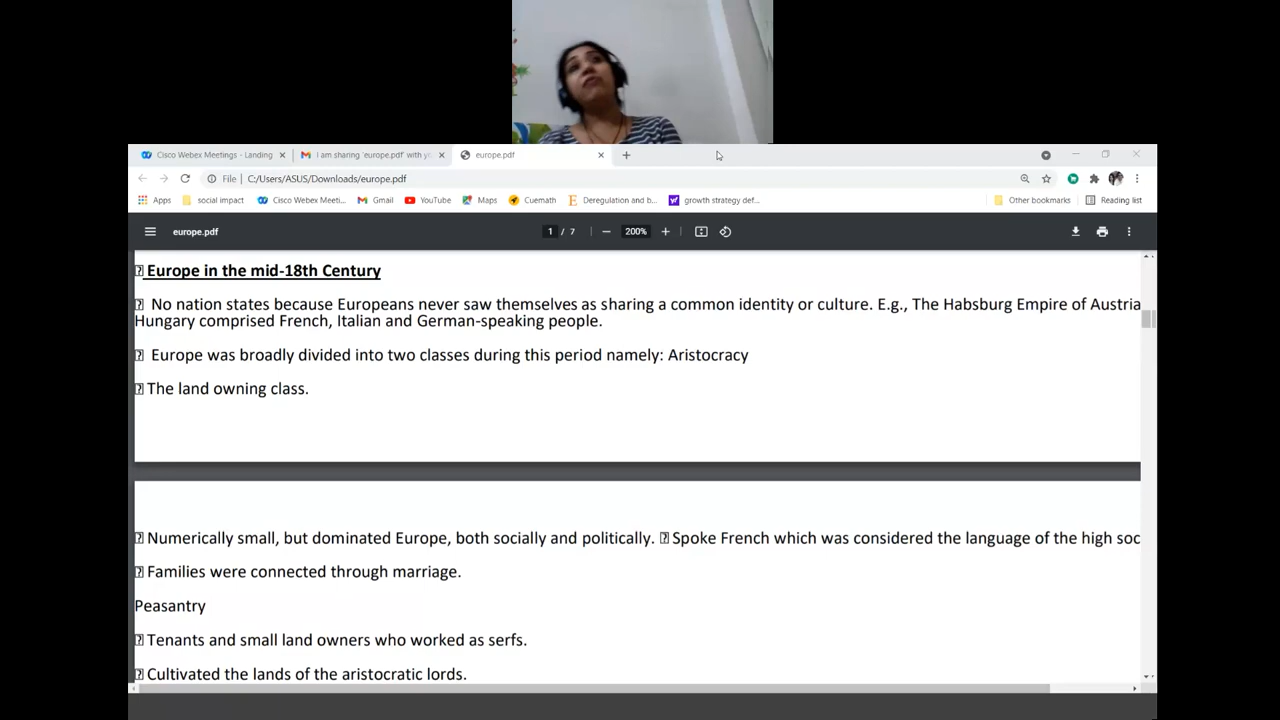 Cisco Webex Meetings - Landing
I am sharing 'europe.pdf' with
europe.pdf
File
C:/Users/ASUS/Downloads/europe.pdf
Apps
social impact
Cisco Webex Meeti...
Gmail
YouTube
Maps
Cuemath
Deregulation and b...
growth strategy def...
Other bookmarks
Reading list
europe.pdf
1 / 7
200%
Europe in the mid-18th Century
No nation states because Europeans never saw themselves as sharing a common identity or culture. E.g., The Habsburg Empire of Austria
Hungary comprised French, Italian and German-speaking people.
Europe was broadly divided into two classes during this period namely: Aristocracy
The land owning class.
Numerically small, but dominated Europe, both socially and politically. Spoke French which was considered the language of the high soc
Families were connected through marriage.
Peasantry
Tenants and small land owners who worked as serfs.
Cultivated the lands of the aristocratic lords.